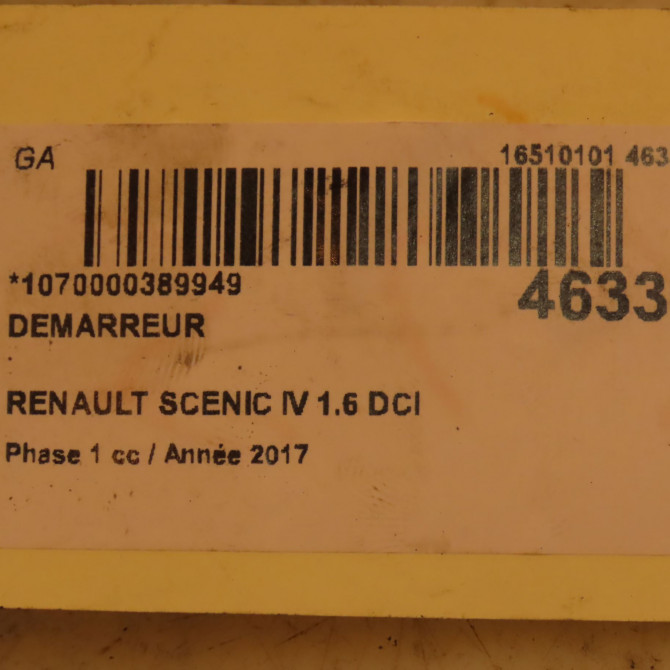 GA
16510101 463
*1070000389949
4633
DEMARREUR
RENAULT SCENIC IV 1.6 DCI
Phase 1 cc / Année 2017